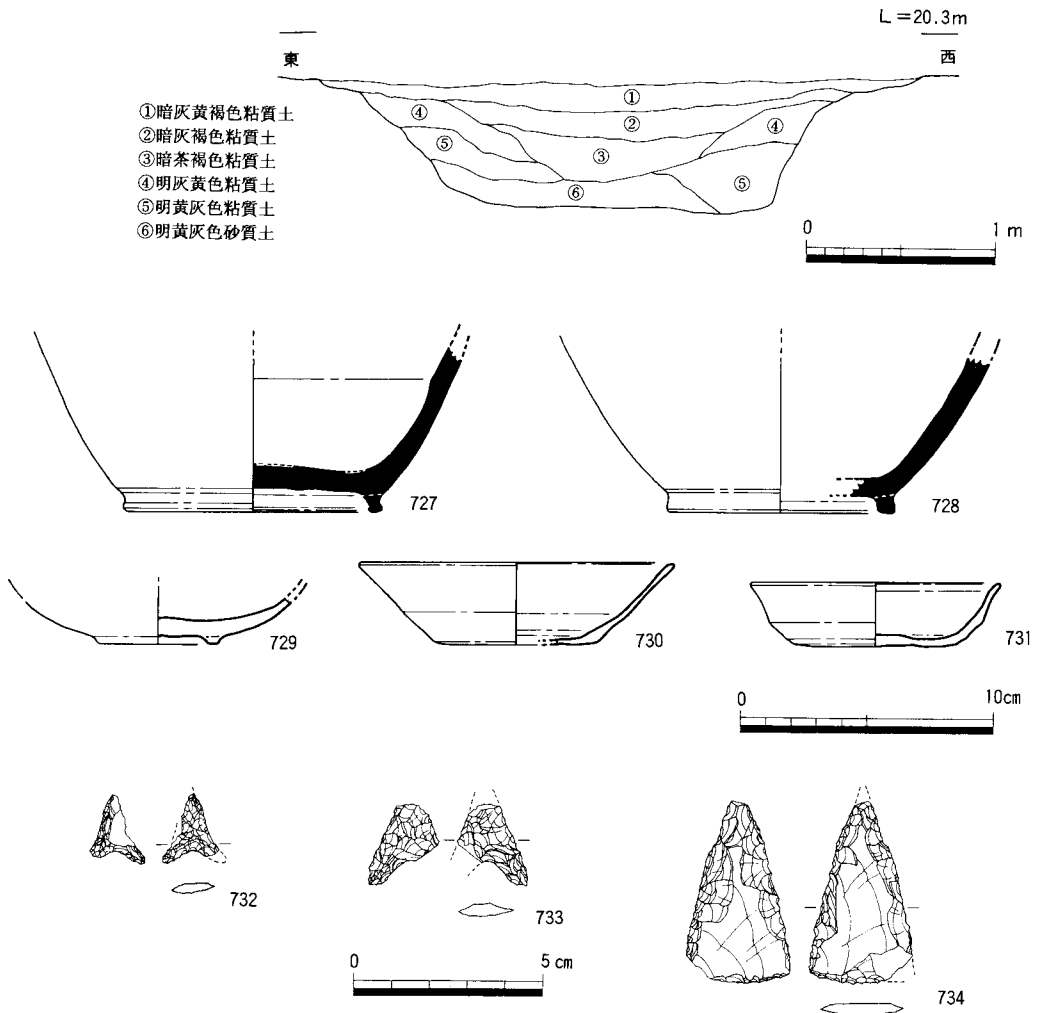 L=20.3m
東
西
①
②
③
④
④
⑤
⑤
⑥
①暗灰黄褐色粘質土
②暗灰褐色粘質土
③暗茶褐色粘質土
④明灰黄色粘質土
⑤明黄灰色粘質土
⑥明黄灰色砂質土
0 1 m
727
728
729
730
731
0 10cm
732
733
734
0 5 cm